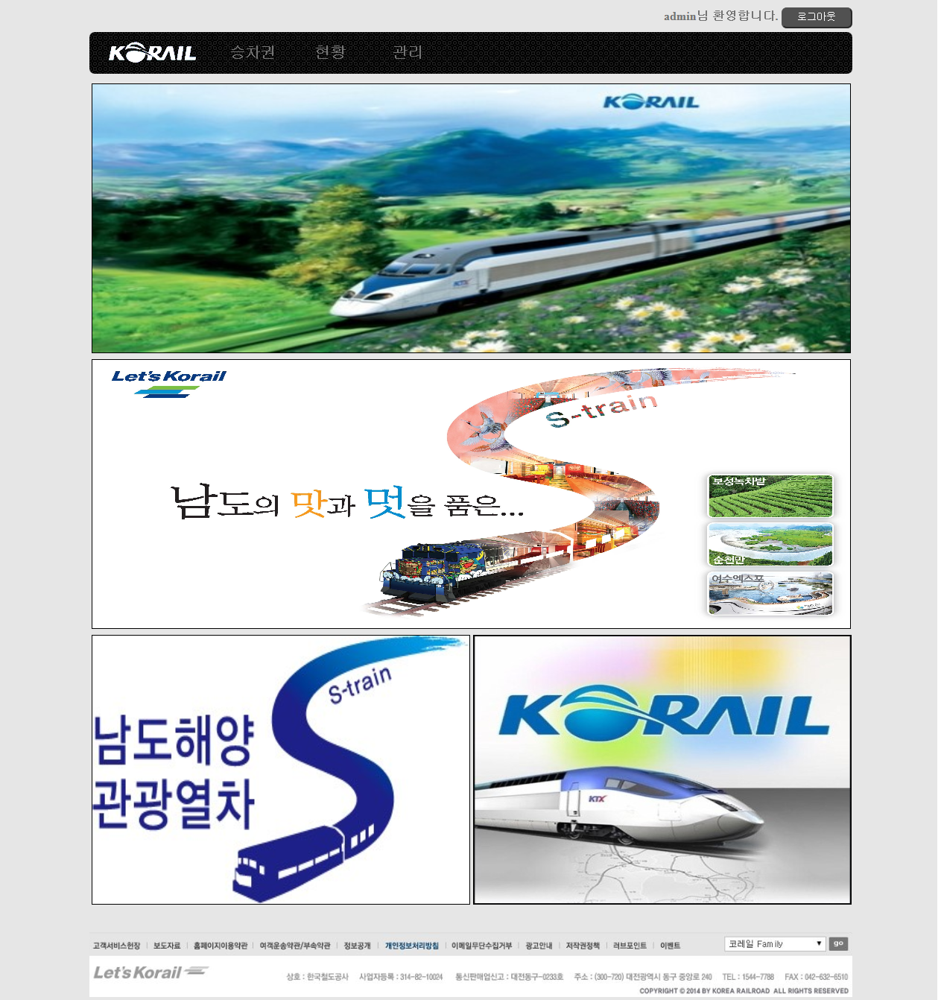 admin님 환영합니다. 로그아웃
KORAIL 승차권 현황 관리
KORAIL
KTX
Let's Korail
S-train
보성녹차밭
남도의 맛과 멋을 품은...
순천만
여수엑스포
S-train
남도해양
관광열차
KORAIL
KTX
고객서비스헌장 보도자료 홈페이지이용약관 여객운송약관/부속약관 정보공개 개인정보처리방침 이메일무단수집거부 광고안내 저작권정책 러브포인트 이벤트 코레일 Family go
Let's Korail
상호 : 한국철도공사 사업자등록 : 314-82-10024 통신판매업신고 : 대전동구-0233호 주소 : (300-720) 대전광역시 동구 중앙로 240 TEL : 1544-7788 FAX : 042-632-6510
COPYRIGHT © 2014 BY KOREA RAILROAD ALL RIGHTS RESERVED